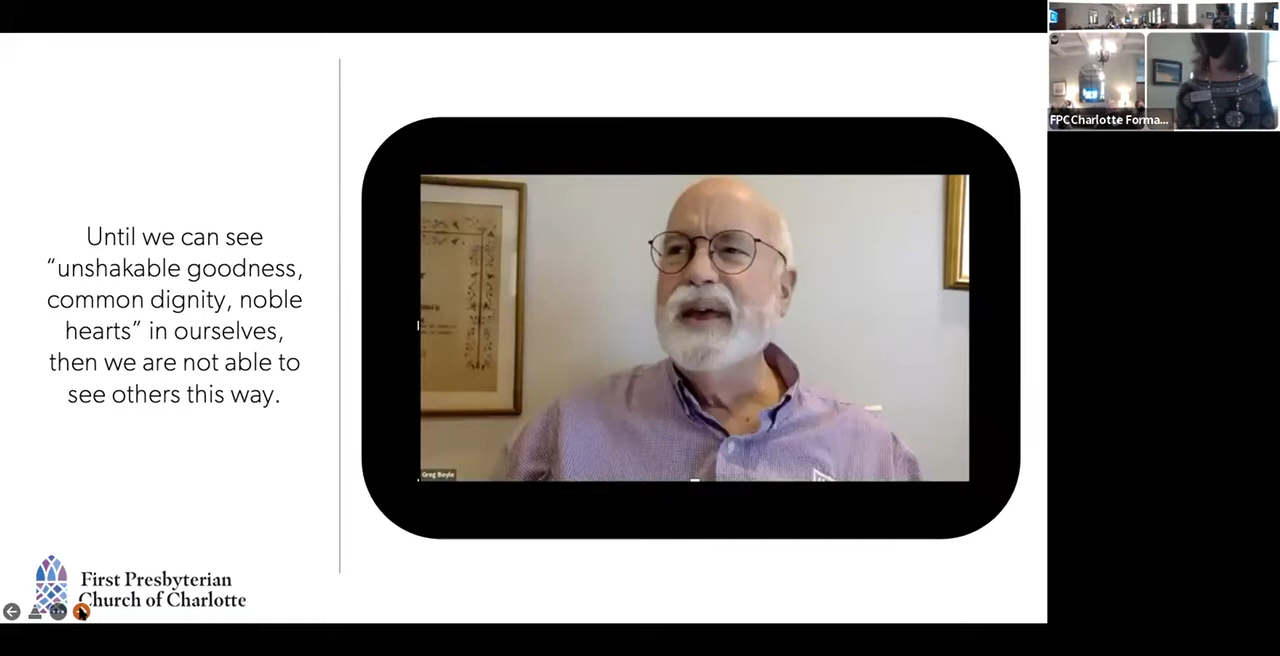 Until we can see
“unshakable goodness,
common dignity, noble
hearts” in ourselves,
then we are not able to
see others this way.
Greg Boyle
First Presbyterian
Church of Charlotte
FPCCharlotte Forma...